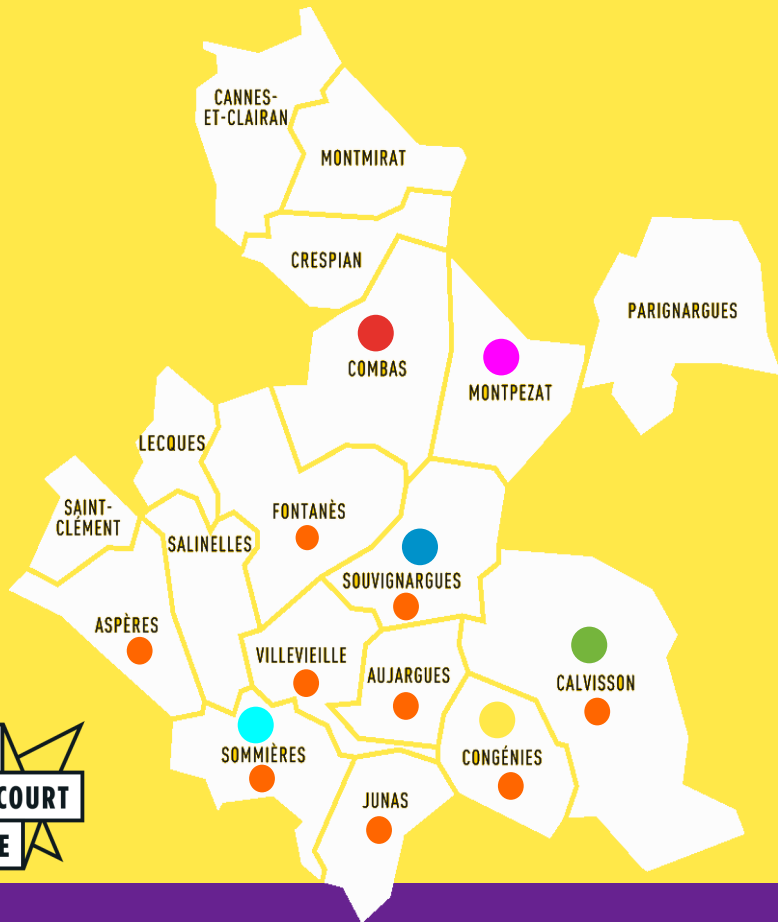 CANNES-
ET-CLAIRAN
MONTMIRAT
CRESPIAN
PARIGNARGUES
COMBAS
MONTPEZAT
LECQUES
SAINT-
CLÉMENT
FONTANÈS
SALINELLES
SOUVIGNARGUES
ASPÈRES
VILLEVIEILLE
AUJARGUES
CALVISSON
SOMMIÈRES
CONGÉNIES
JUNAS
COURT
E